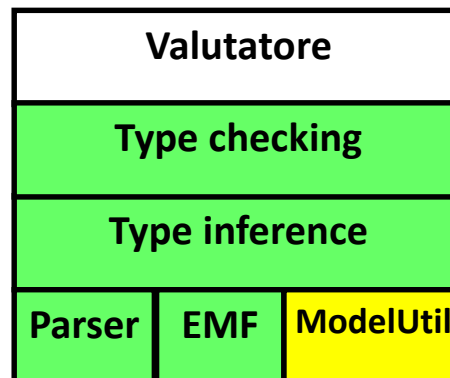 Valutatore
Type checking
Type inference
Parser EMF ModelUtil